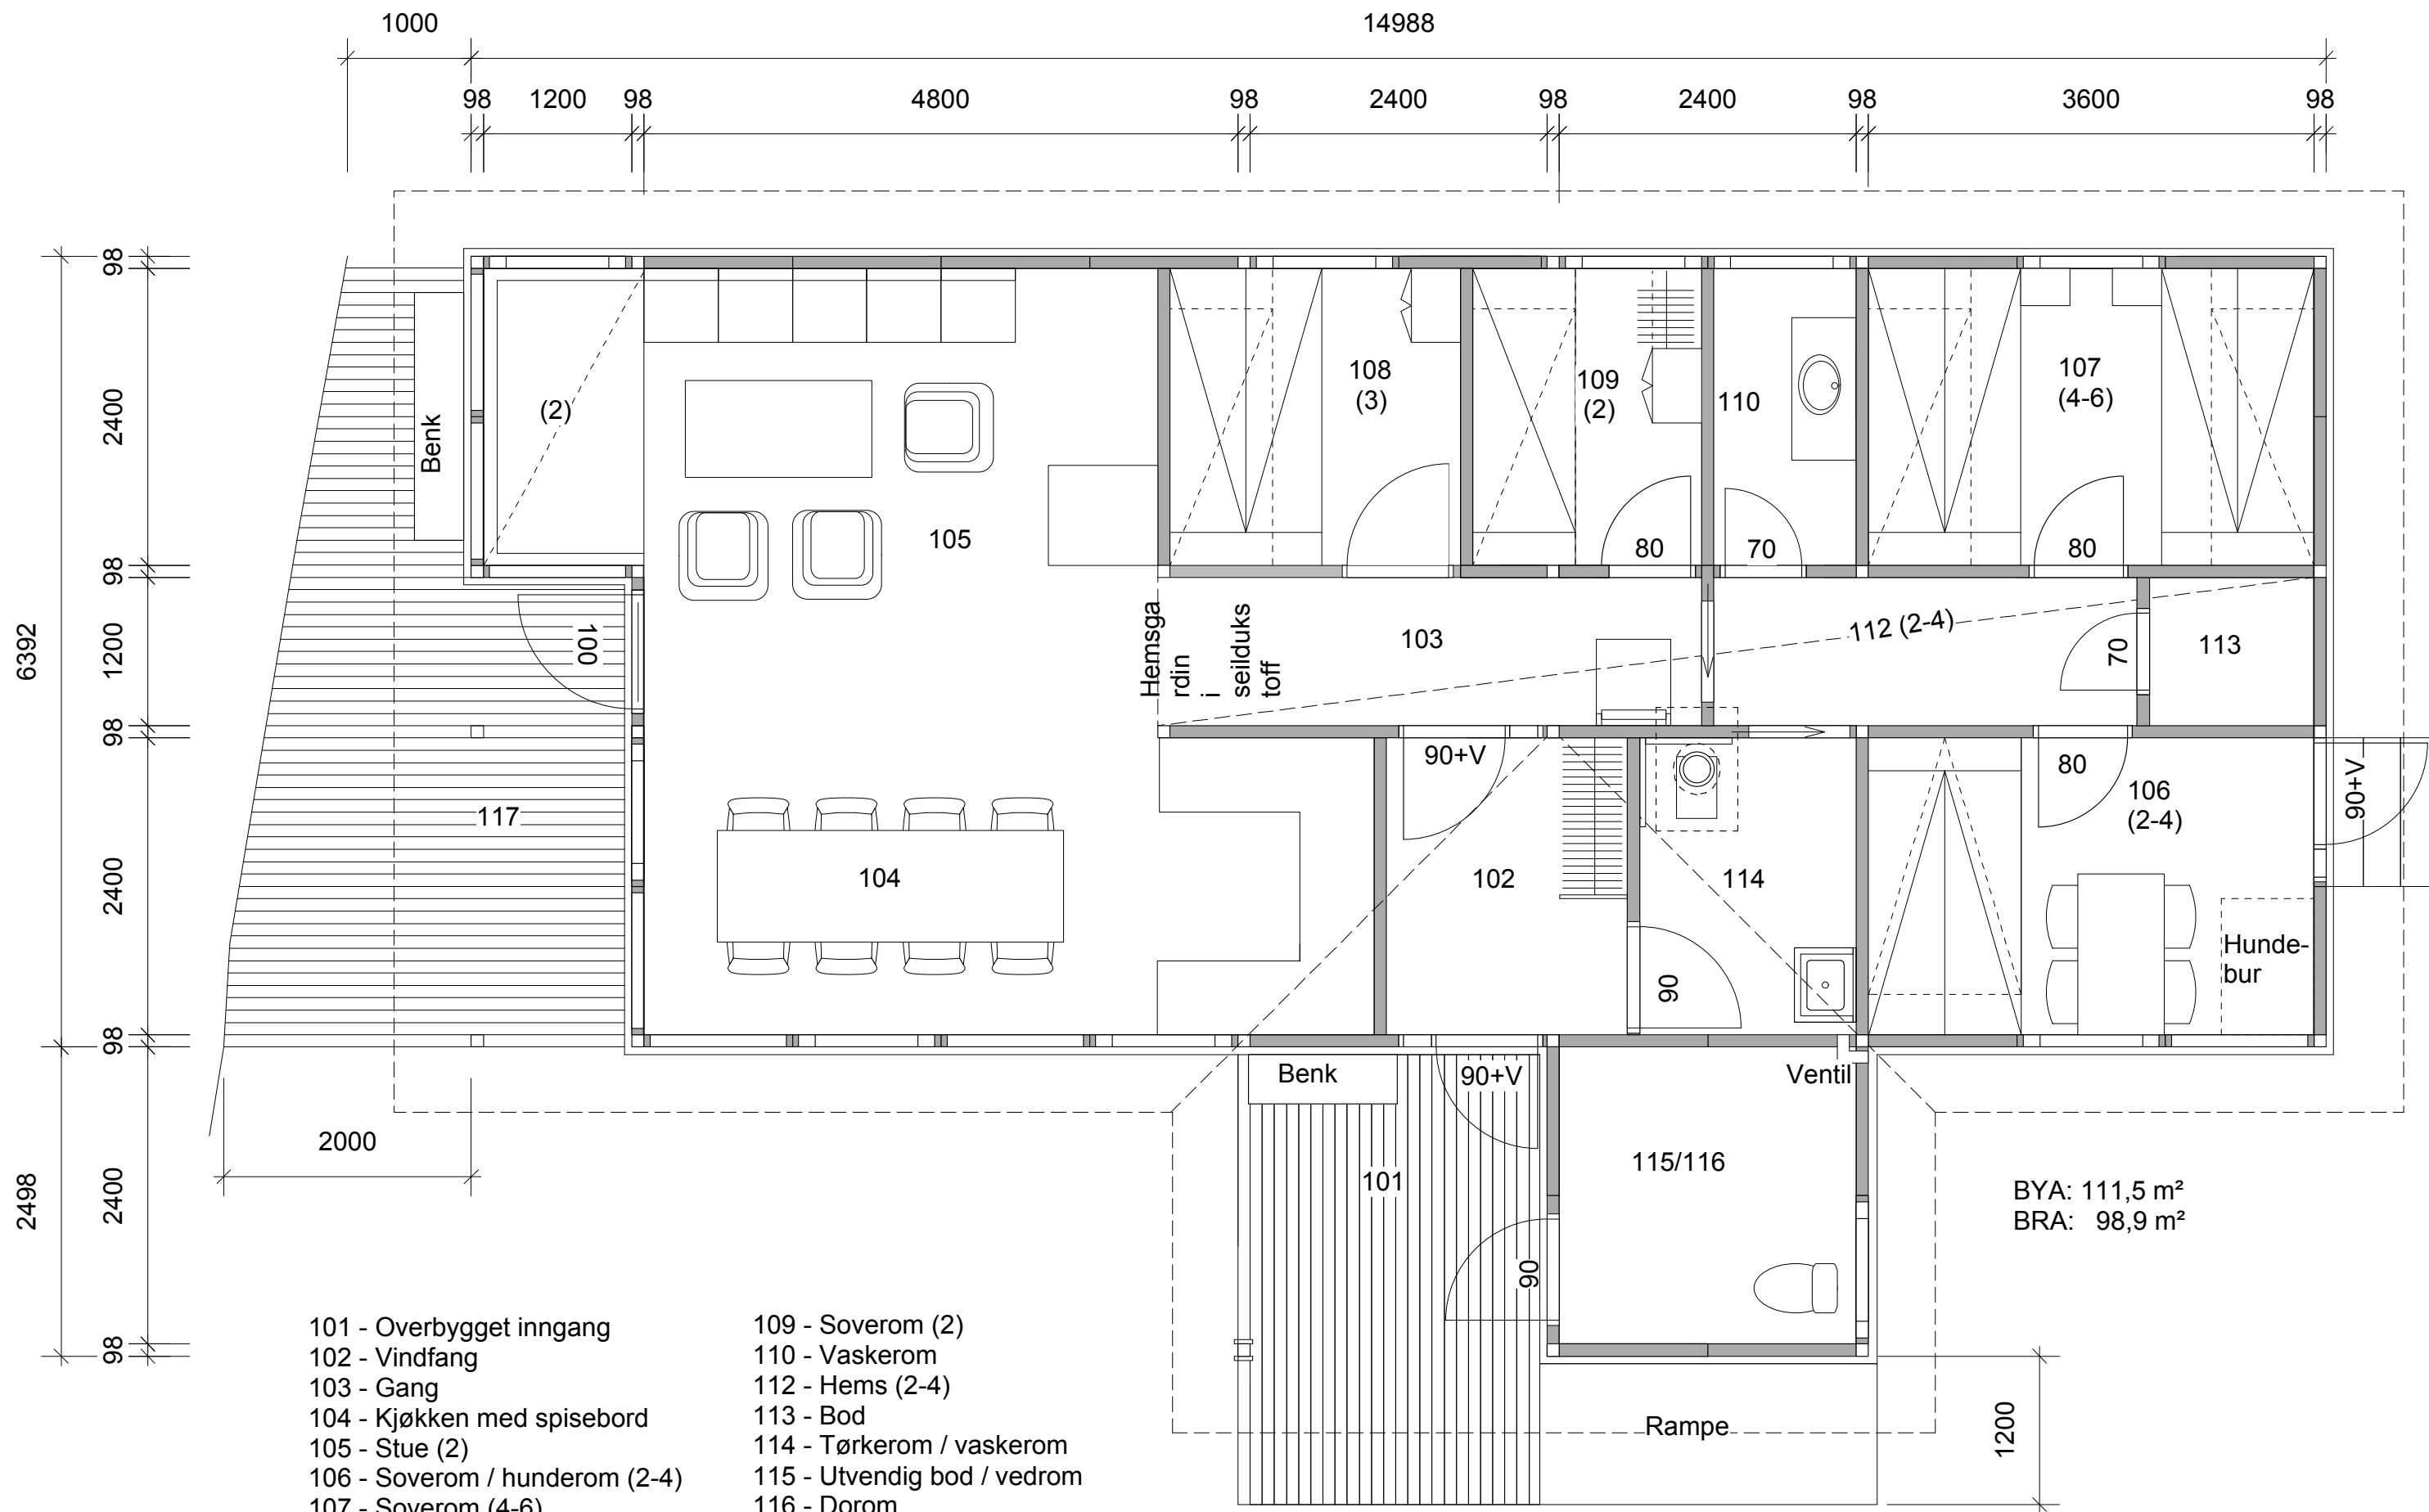 1000
14988
98
1200
98
4800
98
2400
98
2400
98
3600
98
98
2400
98
1200
98
2400
98
2400
98
6392
2498
Benk
(2)
105
108
(3)
109
(2)
110
107
(4-6)
80
70
80
100
Hemsga
rdin
i
seilduks
toff
103
112 (2-4)
70
113
90+V
80
106
(2-4)
90+V
117
104
102
114
90
Hunde-
bur
Benk
90+V
Ventil
2000
101
115/116
90
BYA: 111,5 m²
BRA: 98,9 m²
Rampe
1200
101 - Overbygget inngang
102 - Vindfang
103 - Gang
104 - Kjøkken med spisebord
105 - Stue (2)
106 - Soverom / hunderom (2-4)
107 - Soverom (4-6)
109 - Soverom (2)
110 - Vaskerom
112 - Hems (2-4)
113 - Bod
114 - Tørkerom / vaskerom
115 - Utvendig bod / vedrom
116 - Dorom